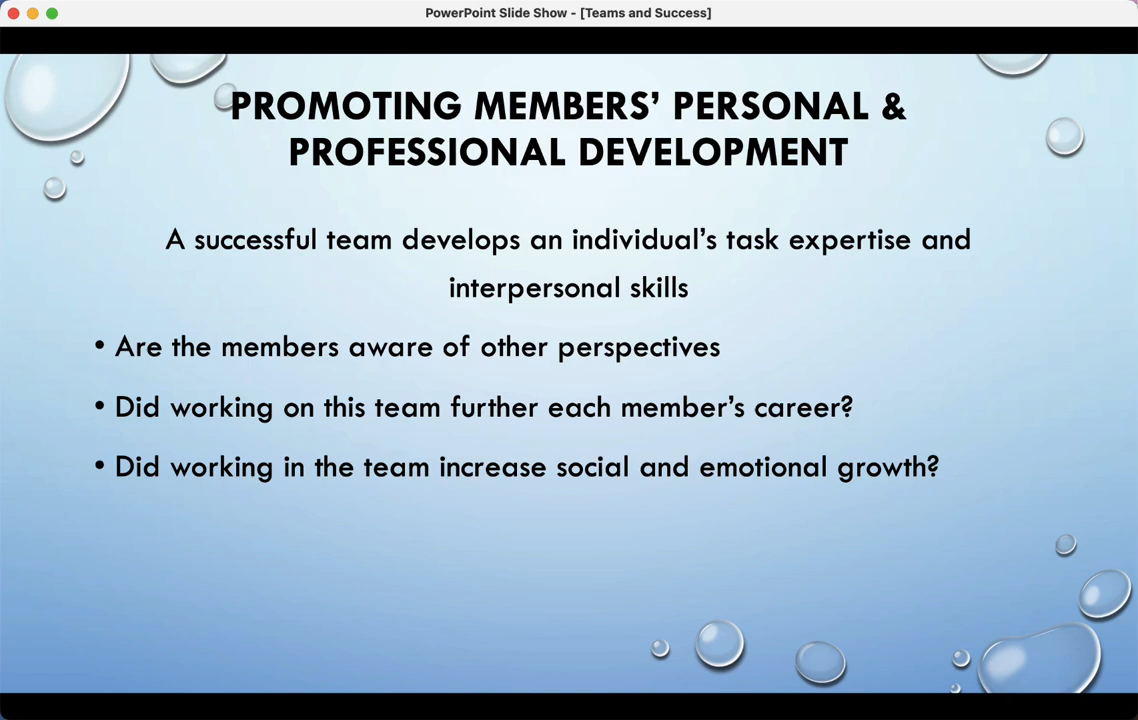 PowerPoint Slide Show - [Teams and Success]
PROMOTING MEMBERS’ PERSONAL &
PROFESSIONAL DEVELOPMENT
A successful team develops an individual’s task expertise and
interpersonal skills
• Are the members aware of other perspectives
• Did working on this team further each member’s career?
• Did working in the team increase social and emotional growth?